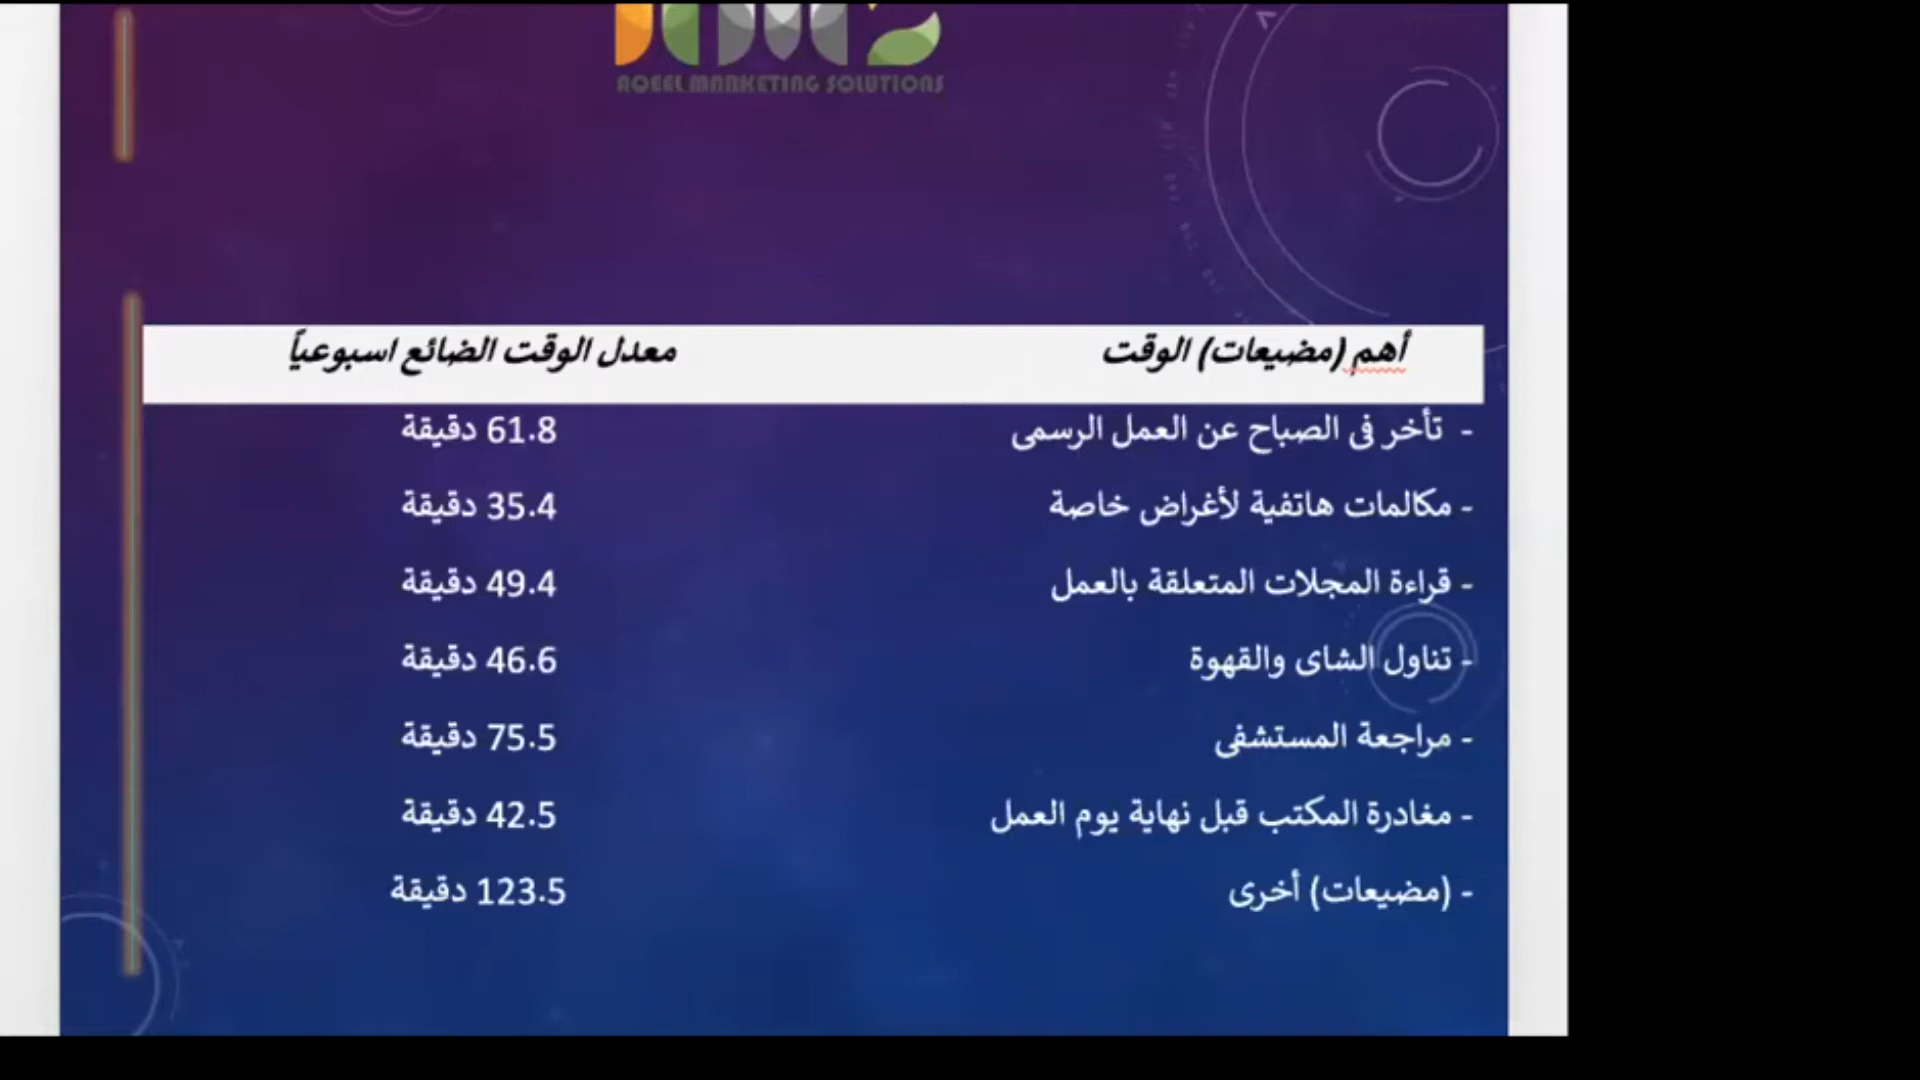 AQEEL MARKETING SOLUTIONS
أهم (مضيعات) الوقت معدل الوقت الضائع اسبوعياً
- تأخر فى الصباح عن العمل الرسمى 61.8 دقيقة
- مكالمات هاتفية لأغراض خاصة 35.4 دقيقة
- قراءة المجلات المتعلقة بالعمل 49.4 دقيقة
- تناول الشاى والقهوة 46.6 دقيقة
- مراجعة المستشفى 75.5 دقيقة
- مغادرة المكتب قبل نهاية يوم العمل 42.5 دقيقة
- (مضيعات) أخرى 123.5 دقيقة